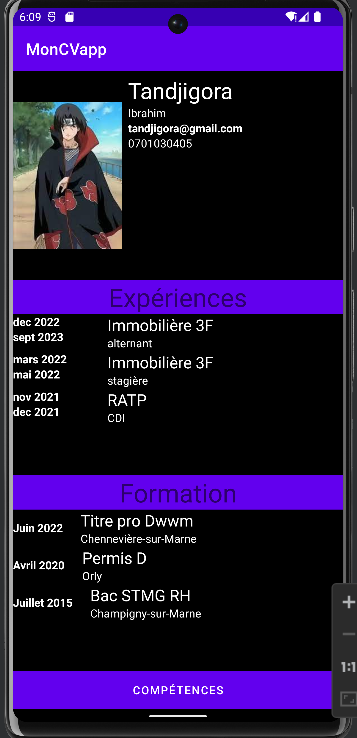 6:09
MonCVapp
Tandjigora
Ibrahim
tandjigora@gmail.com
0701030405
Expériences
dec 2022
sept 2023
Immobilière 3F
alternant
mars 2022
mai 2022
Immobilière 3F
stagière
nov 2021
dec 2021
RATP
CDI
Formation
Juin 2022
Titre pro Dwwm
Chennevière-sur-Marne
Avril 2020
Permis D
Orly
Juillet 2015
Bac STMG RH
Champigny-sur-Marne
COMPÉTENCES
1:1